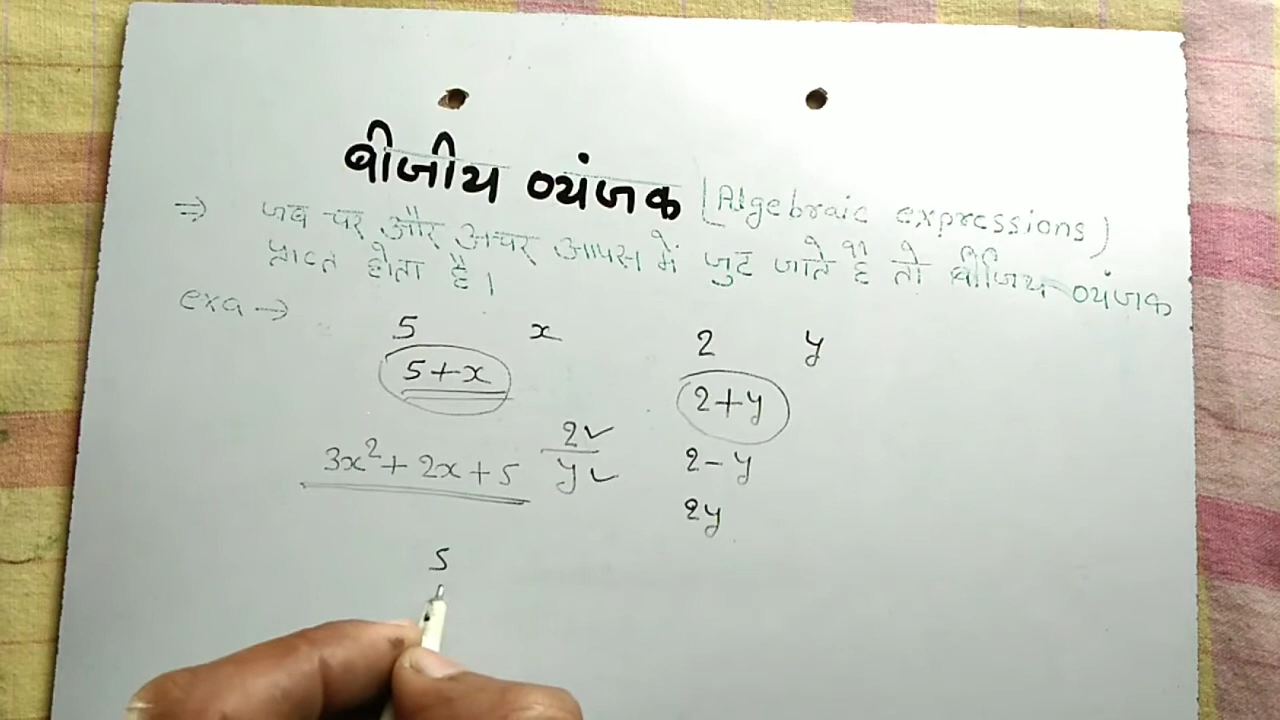 बीजीय व्यंजक (Algebraic expressions)
⇒ जब चर और अचर आपस में जुट जाते हैं तो बीजिय व्यंजक
प्राप्त होता है।
exa →
5 x 2 y
5+x 2+y
3x²+2x+5 2✓/y✓ 2-y
2y
5